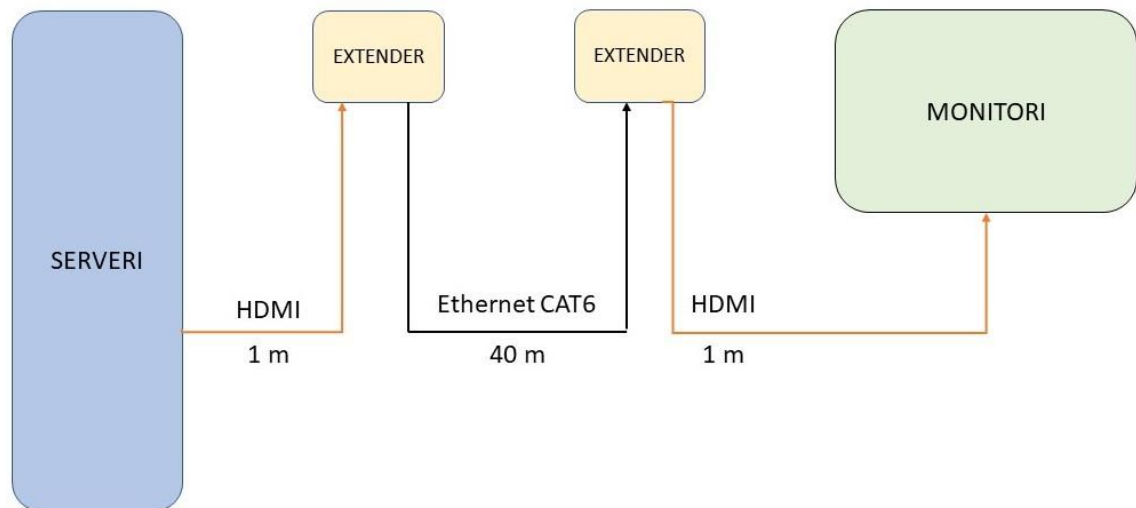 EXTENDER
EXTENDER
MONITORI
SERVERI
HDMI
Ethernet CAT6
HDMI
1 m
40 m
1 m